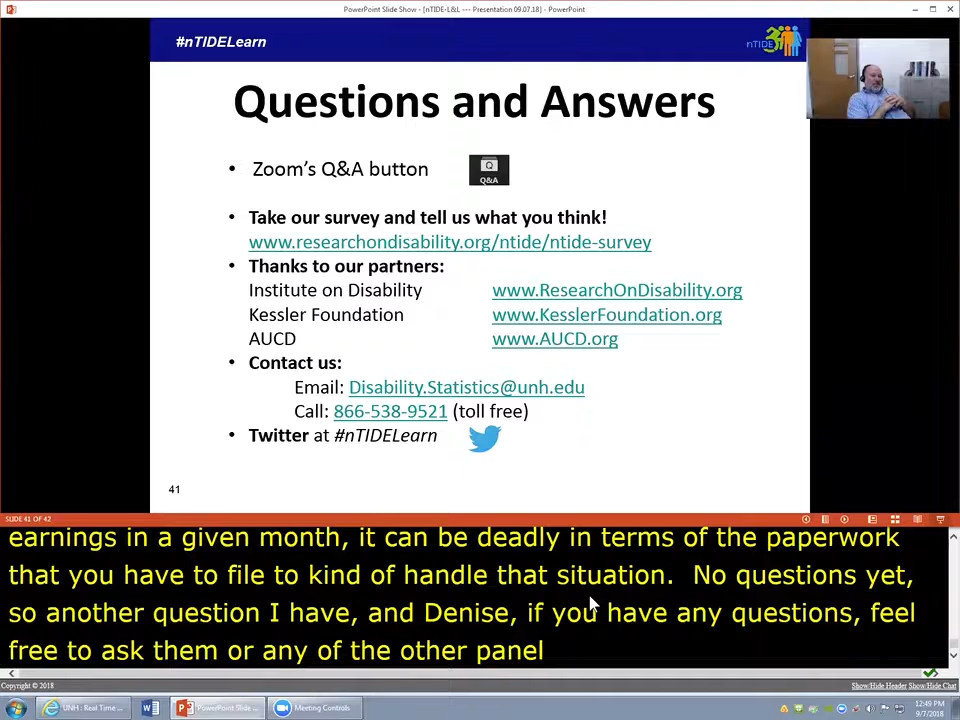 PowerPoint Slide Show - [nTIDE-L&L --- Presentation 09.07.18] - PowerPoint
#nTIDELearn
nTIDE
Questions and Answers
• Zoom's Q&A button
Q
Q&A
• Take our survey and tell us what you think!
www.researchondisability.org/ntide/ntide-survey
• Thanks to our partners:
Institute on Disability www.ResearchOnDisability.org
Kessler Foundation www.KesslerFoundation.org
AUCD www.AUCD.org
• Contact us:
Email: Disability.Statistics@unh.edu
Call: 866-538-9521 (toll free)
• Twitter at #nTIDELearn
41
SLIDE 41 OF 42
earnings in a given month, it can be deadly in terms of the paperwork
that you have to file to kind of handle that situation. No questions yet,
so another question I have, and Denise, if you have any questions, feel
free to ask them or any of the other panel
Copyright © 2018 Show/Hide Header Show/Hide Chat
UNH : Real Time ... PowerPoint Slide ... Meeting Controls
12:49 PM
9/7/2018